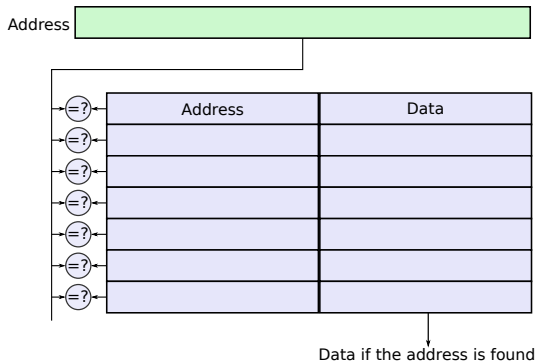 Address
Address Data
=?
=?
=?
=?
=?
=?
=?
Data if the address is found